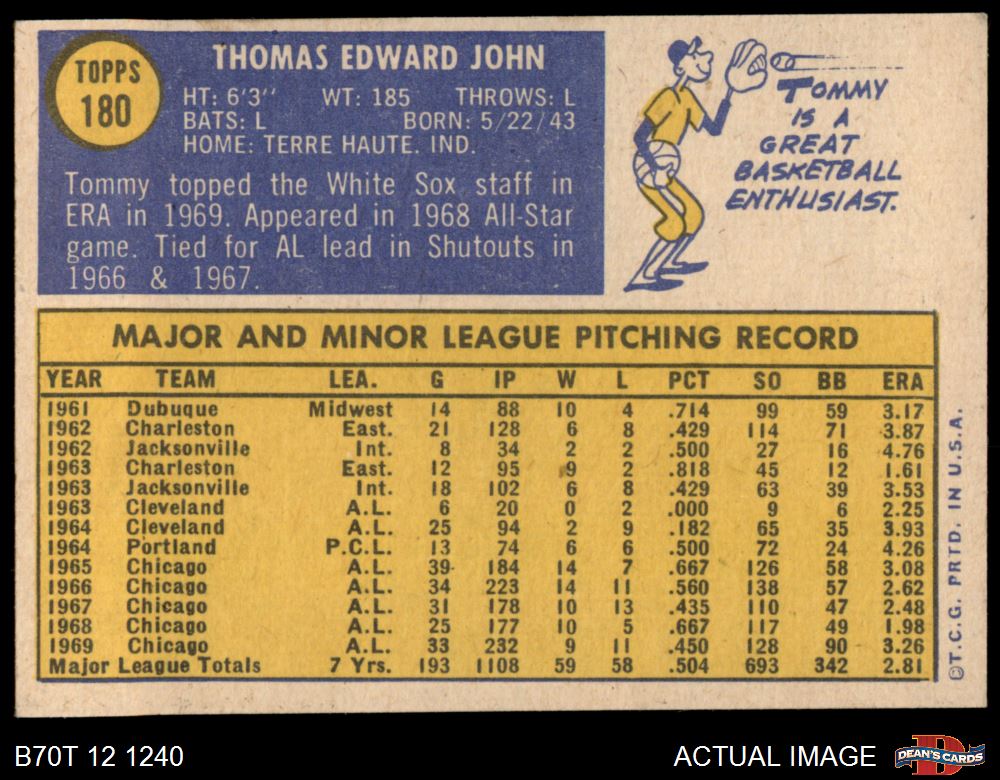 TOPPS
180
THOMAS EDWARD JOHN
HT: 6'3'' WT: 185 THROWS: L
BATS: L BORN: 5/22/43
HOME: TERRE HAUTE. IND.
Tommy topped the White Sox staff in
ERA in 1969. Appeared in 1968 All-Star
game. Tied for AL lead in Shutouts in
1966 & 1967.
TOMMY
IS A
GREAT
BASKETBALL
ENTHUSIAST.
MAJOR AND MINOR LEAGUE PITCHING RECORD
YEAR TEAM LEA. G IP W L PCT SO BB ERA
1961 Dubuque Midwest 14 88 10 4 .714 99 59 3.17
1962 Charleston East. 21 128 6 8 .429 114 71 3.87
1962 Jacksonville Int. 8 34 2 2 .500 27 16 4.76
1963 Charleston East. 12 95 9 2 .818 45 12 1.61
1963 Jacksonville Int. 18 102 6 8 .429 63 39 3.53
1963 Cleveland A.L. 6 20 0 2 .000 9 6 2.25
1964 Cleveland A.L. 25 94 2 9 .182 65 35 3.93
1964 Portland P.C.L. 13 74 6 6 .500 72 24 4.26
1965 Chicago A.L. 39 184 14 7 .667 126 58 3.08
1966 Chicago A.L. 34 223 14 11 .560 138 57 2.62
1967 Chicago A.L. 31 178 10 13 .435 110 47 2.48
1968 Chicago A.L. 25 177 10 5 .667 117 49 1.98
1969 Chicago A.L. 33 232 9 11 .450 128 90 3.26
Major League Totals 7 Yrs. 193 1108 59 58 .504 693 342 2.81
©T.C.G. PRTD. IN U.S.A.
B70T 12 1240
ACTUAL IMAGE
DEAN'S CARDS